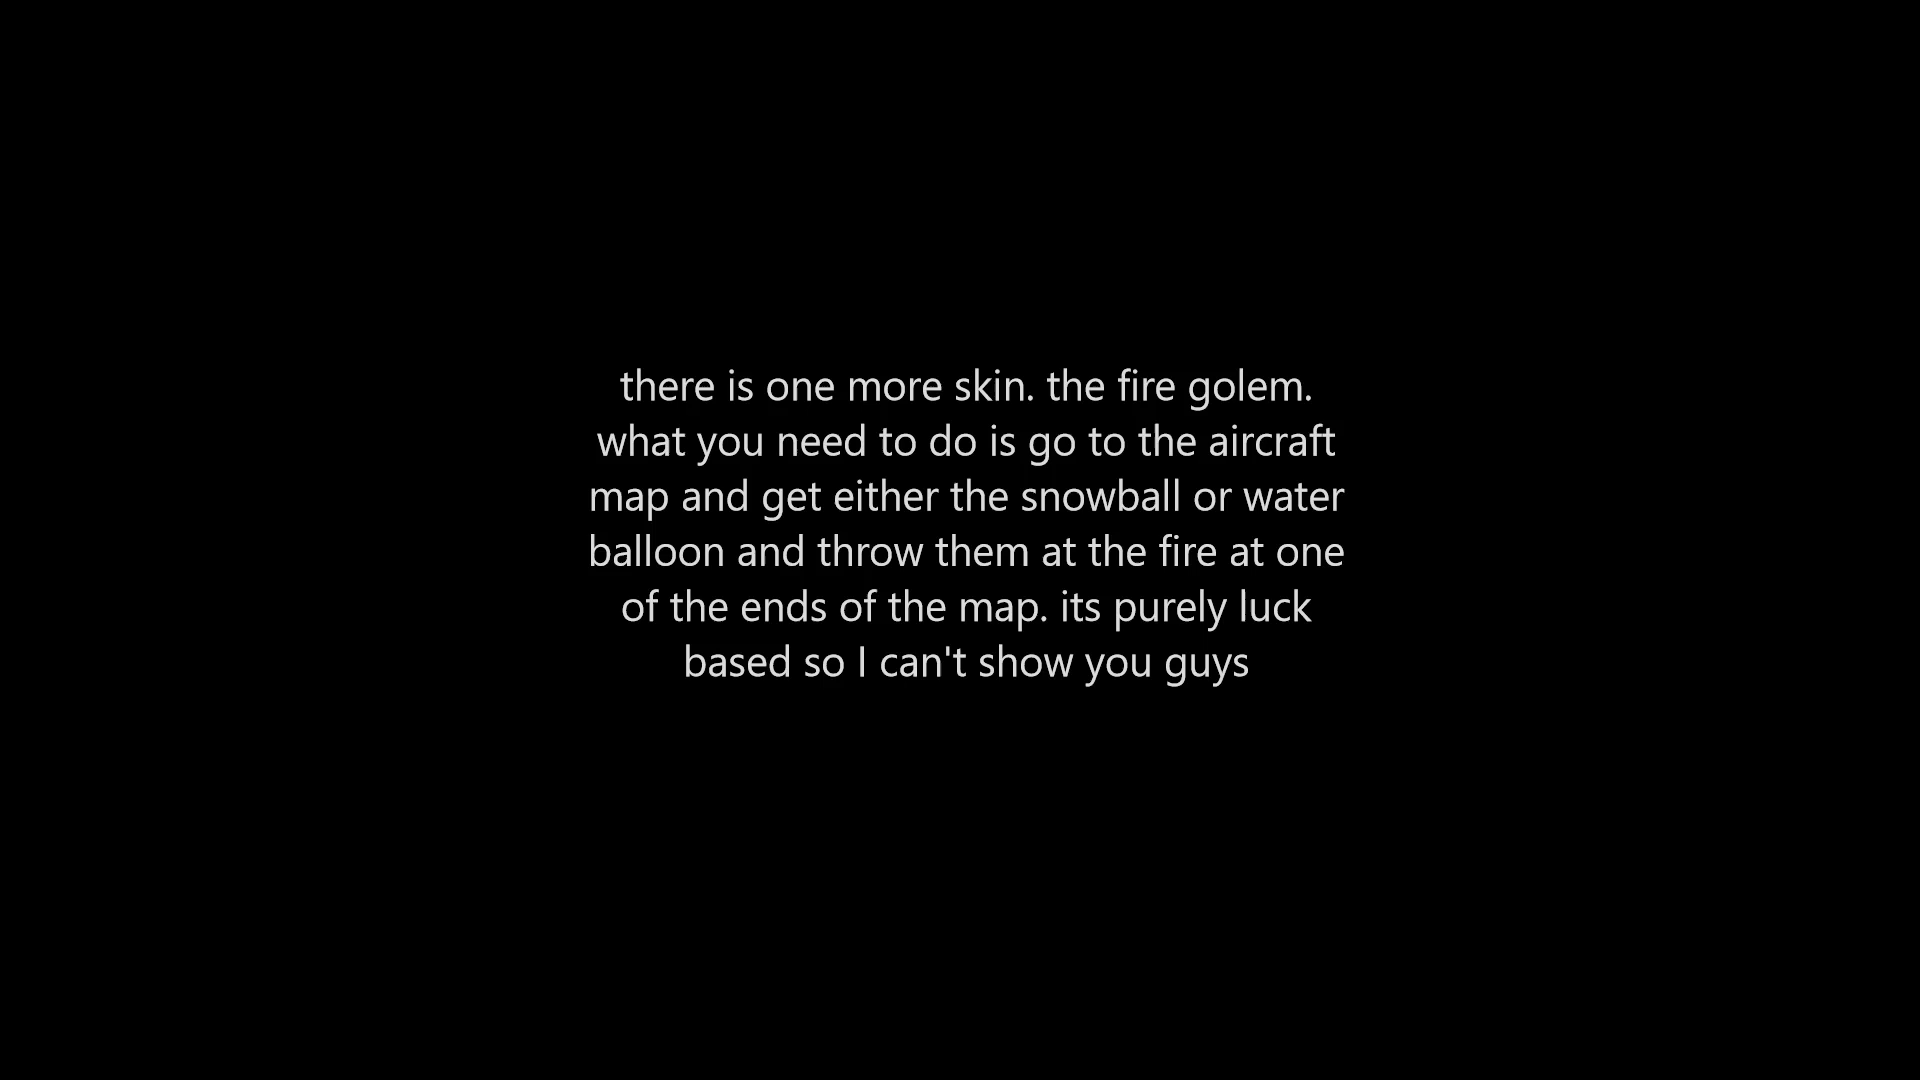 there is one more skin. the fire golem.
what you need to do is go to the aircraft
map and get either the snowball or water
balloon and throw them at the fire at one
of the ends of the map. its purely luck
based so I can't show you guys